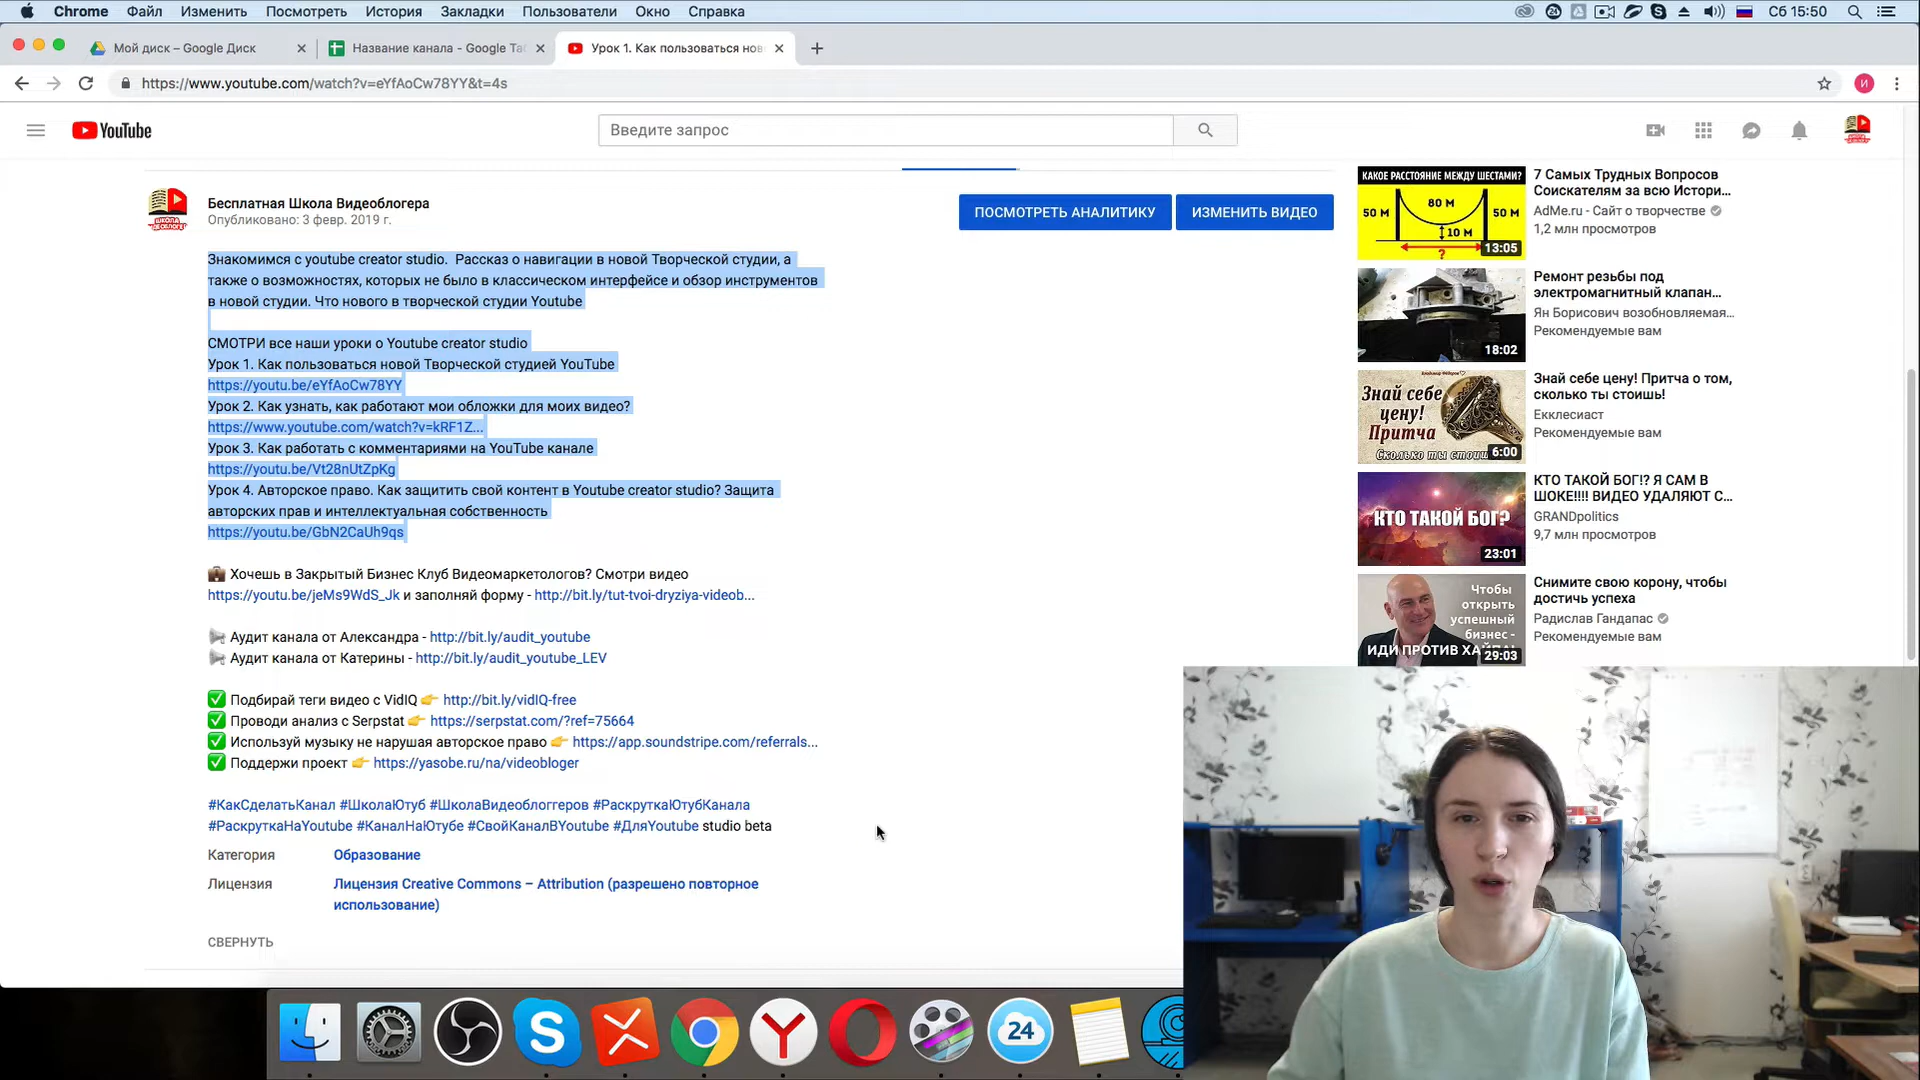 Chrome Файл Изменить Посмотреть История Закладки Пользователи Окно Справка
24
Сб 15:50
Мой диск – Google Диск
Название канала - Google Та
Урок 1. Как пользоваться нов
https://www.youtube.com/watch?v=eYfAoCw78YY&t=4s
И
YouTube
Введите запрос
Бесплатная Школа Видеоблогера
Опубликовано: 3 февр. 2019 г.
ПОСМОТРЕТЬ АНАЛИТИКУ
ИЗМЕНИТЬ ВИДЕО
Знакомимся с youtube creator studio. Рассказ о навигации в новой Творческой студии, а
также о возможностях, которых не было в классическом интерфейсе и обзор инструментов
в новой студии. Что нового в творческой студии Youtube
СМОТРИ все наши уроки о Youtube creator studio
Урок 1. Как пользоваться новой Творческой студией YouTube
https://youtu.be/eYfAoCw78YY
Урок 2. Как узнать, как работают мои обложки для моих видео?
https://www.youtube.com/watch?v=kRF1Z...
Урок 3. Как работать с комментариями на YouTube канале
https://youtu.be/Vt28nUtZpKg
Урок 4. Авторское право. Как защитить свой контент в Youtube creator studio? Защита
авторских прав и интеллектуальная собственность
https://youtu.be/GbN2CaUh9qs
Хочешь в Закрытый Бизнес Клуб Видеомаркетологов? Смотри видео
https://youtu.be/jeMs9WdS_Jk и заполняй форму - http://bit.ly/tut-tvoi-dryziya-videob...
Аудит канала от Александра - http://bit.ly/audit_youtube
Аудит канала от Катерины - http://bit.ly/audit_youtube_LEV
Подбирай теги видео с VidIQ http://bit.ly/vidIQ-free
Проводи анализ с Serpstat https://serpstat.com/?ref=75664
Используй музыку не нарушая авторское право https://app.soundstripe.com/referrals...
Поддержи проект https://yasobe.ru/na/videobloger
#КакСделатьКанал #ШколаЮтуб #ШколаВидеоблоггеров #РаскруткаЮтубКанала
#РаскруткаНаYoutube #КаналНаЮтубе #СвойКаналВYoutube #ДляYoutube studio beta
Категория Образование
Лицензия Лицензия Creative Commons – Attribution (разрешено повторное
использование)
СВЕРНУТЬ
КАКОЕ РАССТОЯНИЕ МЕЖДУ ШЕСТАМИ?
50 М 80 М 50 М
10 М
?
13:05
7 Самых Трудных Вопросов
Соискателям за всю Истори...
AdMe.ru - Сайт о творчестве
1,2 млн просмотров
18:02
Ремонт резьбы под
электромагнитный клапан...
Ян Борисович возобновляемая...
Рекомендуемые вам
Знай себе
цену!
Притча
Сколько ты стоишь
6:00
Знай себе цену! Притча о том,
сколько ты стоишь!
Екклесиаст
Рекомендуемые вам
КТО ТАКОЙ БОГ?
23:01
КТО ТАКОЙ БОГ!? Я САМ В
ШОКЕ!!!! ВИДЕО УДАЛЯЮТ С...
GRANDpolitics
9,7 млн просмотров
Чтобы
открыть
успешный
бизнес -
ИДИ ПРОТИВ
29:03
Снимите свою корону, чтобы
достичь успеха
Радислав Гандапас
Рекомендуемые вам
24